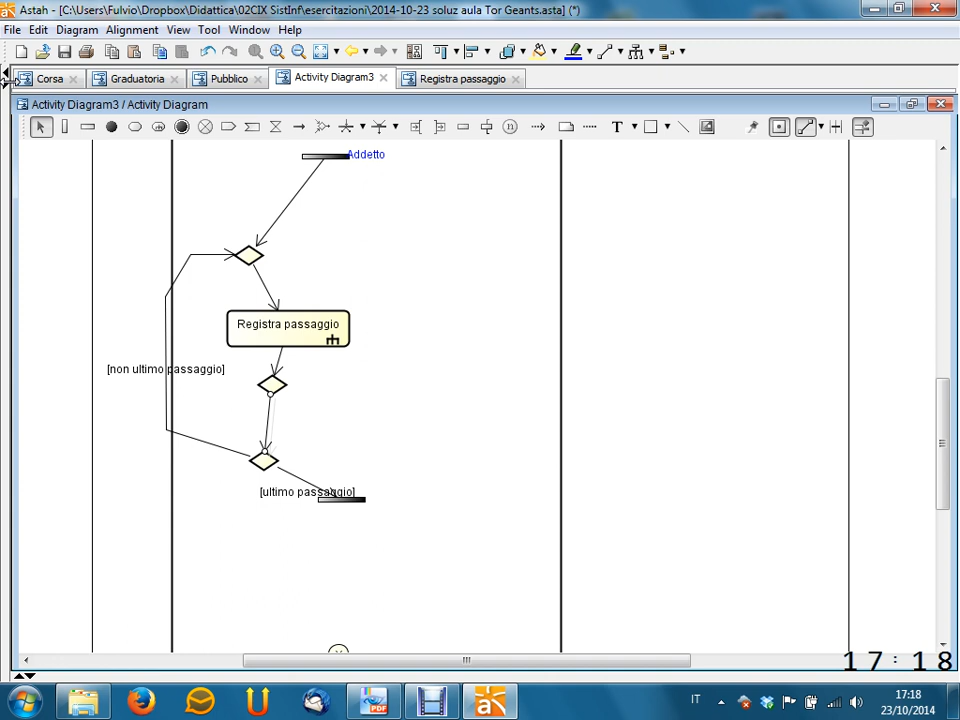 Astah - [C:\Users\Fulvio\Dropbox\Didattica\02CIX SistInf\esercitazioni\2014-10-23 soluz aula Tor Geants.asta] (*)
File Edit Diagram Alignment View Tool Window Help
Corsa Graduatoria Pubblico Activity Diagram3 Registra passaggio
Activity Diagram3 / Activity Diagram
T
Addetto
Registra passaggio
[non ultimo passaggio]
[ultimo passaggio]
17:18
IT
17:18
23/10/2014